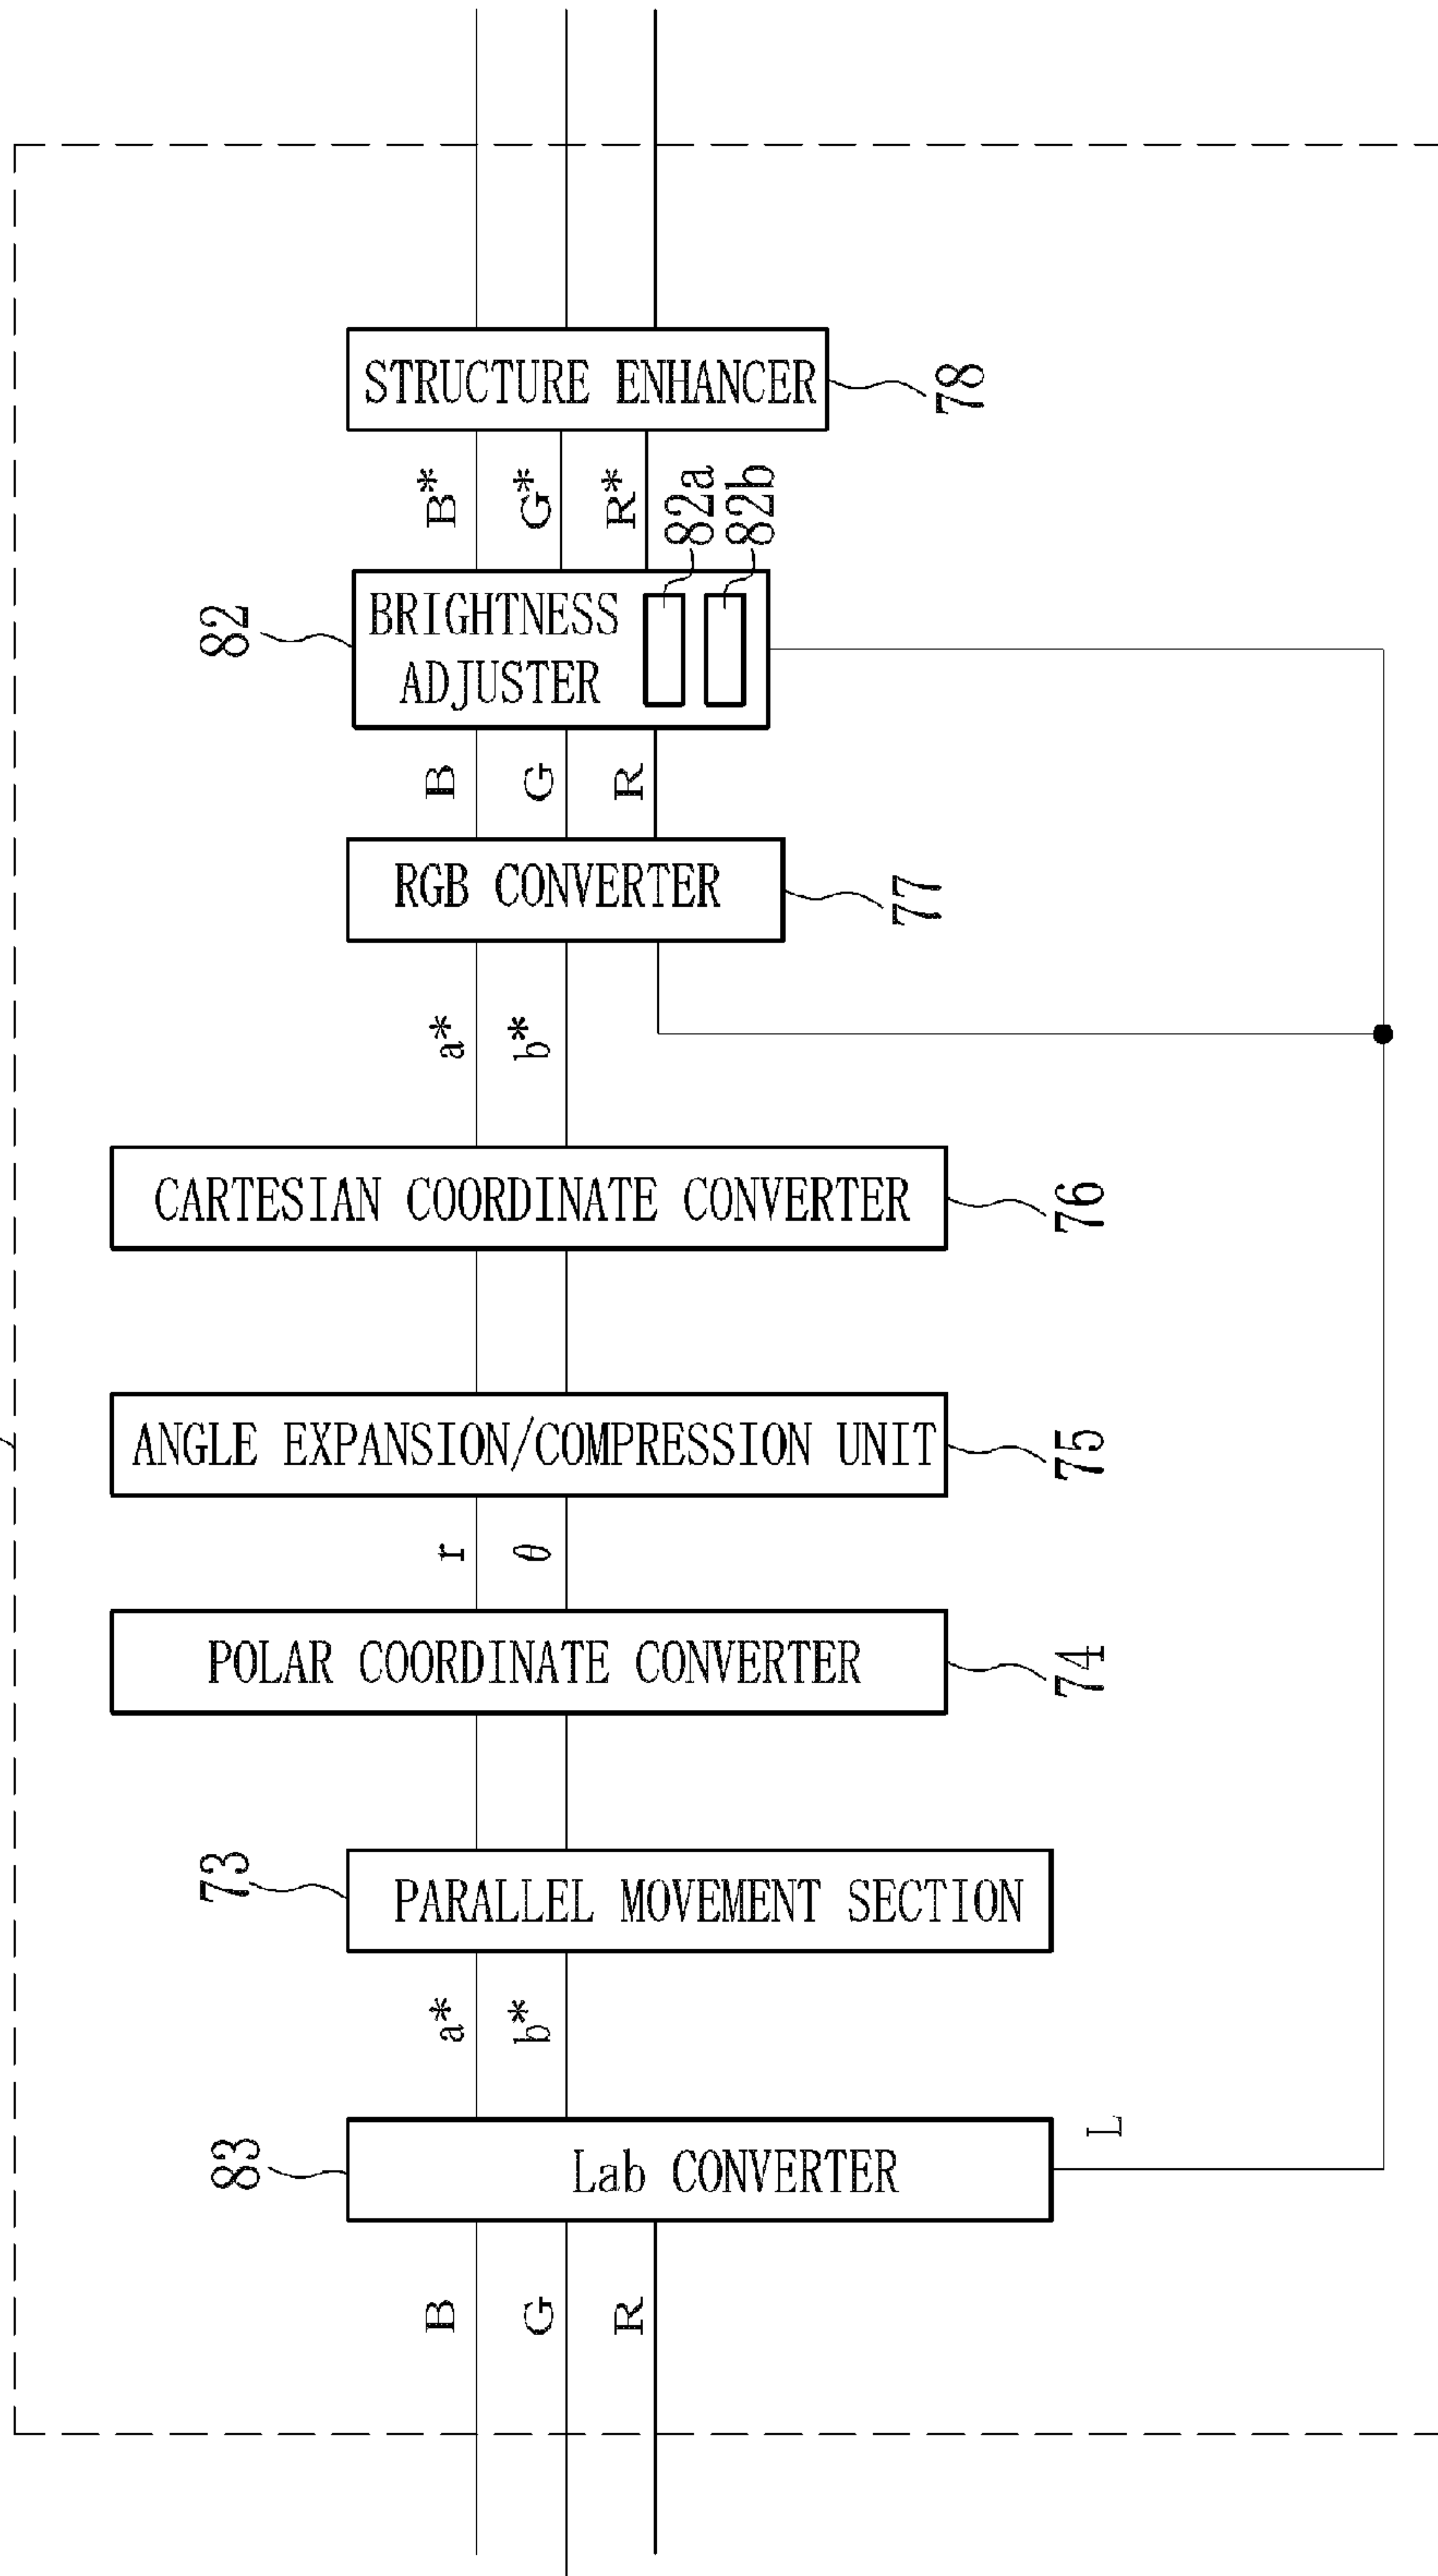 STRUCTURE ENHANCER
78
B*
G*
R*
82a
82b
82
BRIGHTNESS
ADJUSTER
B
G
R
RGB CONVERTER
77
a*
b*
CARTESIAN COORDINATE CONVERTER
76
ANGLE EXPANSION/COMPRESSION UNIT
75
r
θ
POLAR COORDINATE CONVERTER
74
73
PARALLEL MOVEMENT SECTION
a*
b*
L
83
Lab CONVERTER
B
G
R